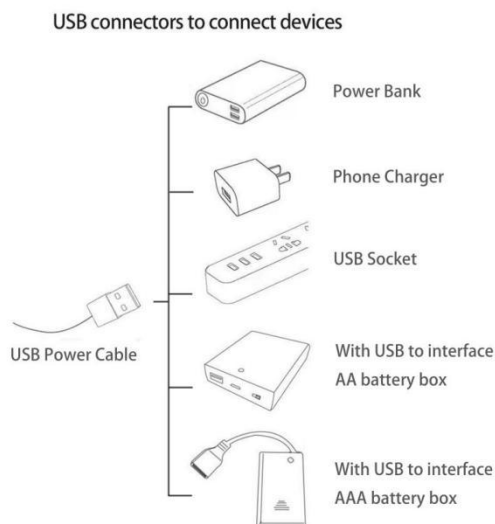 USB connectors to connect devices
Power Bank
Phone Charger
USB Socket
USB Power Cable
With USB to interface
AA battery box
With USB to interface
AAA battery box